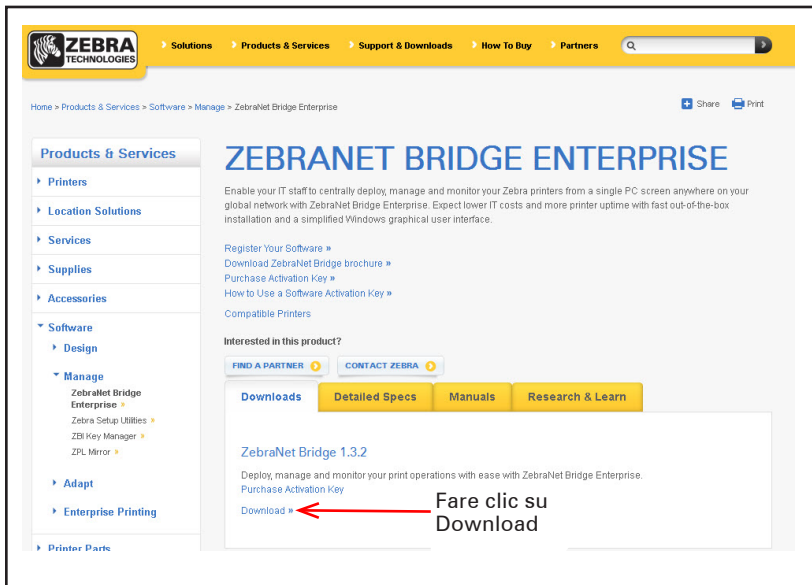 ZEBRA
TECHNOLOGIES
Solutions Products & Services Support & Downloads How To Buy Partners
Home > Products & Services > Software > Manage > ZebraNet Bridge Enterprise
Share Print
Products & Services
Printers
Location Solutions
Services
Supplies
Accessories
Software
Design
Manage
ZebraNet Bridge
Enterprise »
Zebra Setup Utilities »
ZBI Key Manager »
ZPL Mirror »
Adapt
Enterprise Printing
Printer Parts
ZEBRANET BRIDGE ENTERPRISE
Enable your IT staff to centrally deploy, manage and monitor your Zebra printers from a single PC screen anywhere on your
global network with ZebraNet Bridge Enterprise. Expect lower IT costs and more printer uptime with fast out-of-the-box
installation and a simplified Windows graphical user interface.
Register Your Software »
Download ZebraNet Bridge brochure »
Purchase Activation Key »
How to Use a Software Activation Key »
Compatible Printers
Interested in this product?
FIND A PARTNER CONTACT ZEBRA
Downloads Detailed Specs Manuals Research & Learn
ZebraNet Bridge 1.3.2
Deploy, manage and monitor your print operations with ease with ZebraNet Bridge Enterprise.
Purchase Activation Key
Download »
Fare clic su
Download